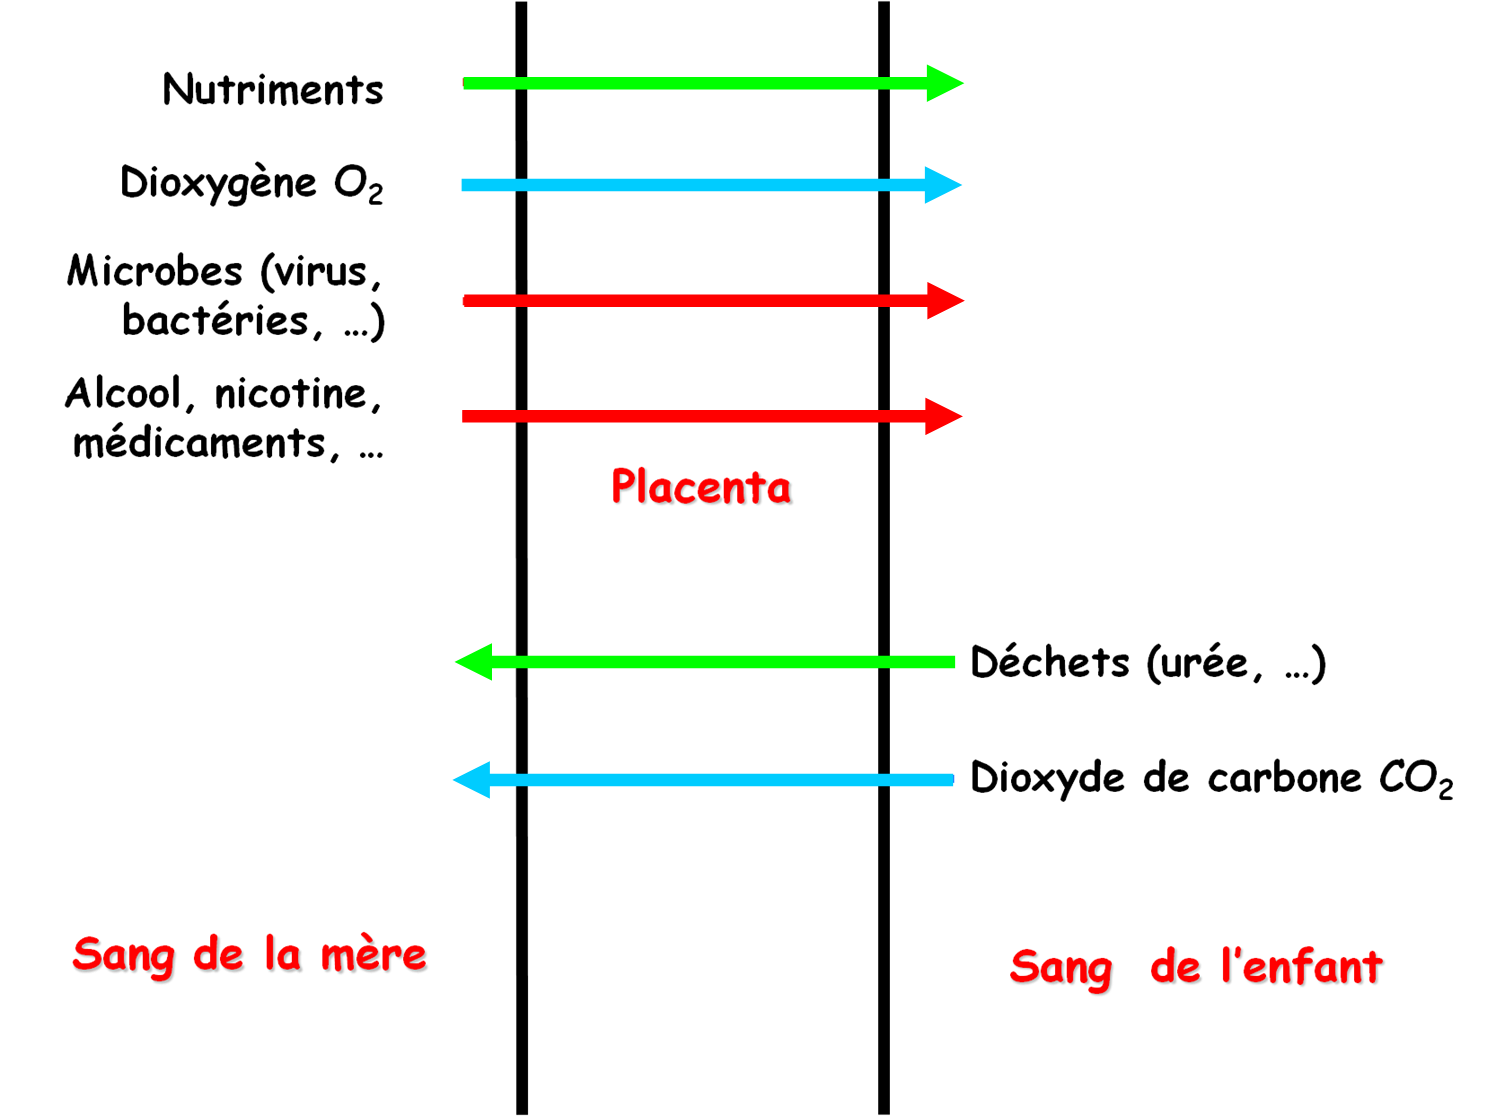 Nutriments
Dioxygène O₂
Microbes (virus,
bactéries, …)
Alcool, nicotine,
médicaments, …
Placenta
Déchets (urée, …)
Dioxyde de carbone CO₂
Sang de la mère
Sang de l’enfant